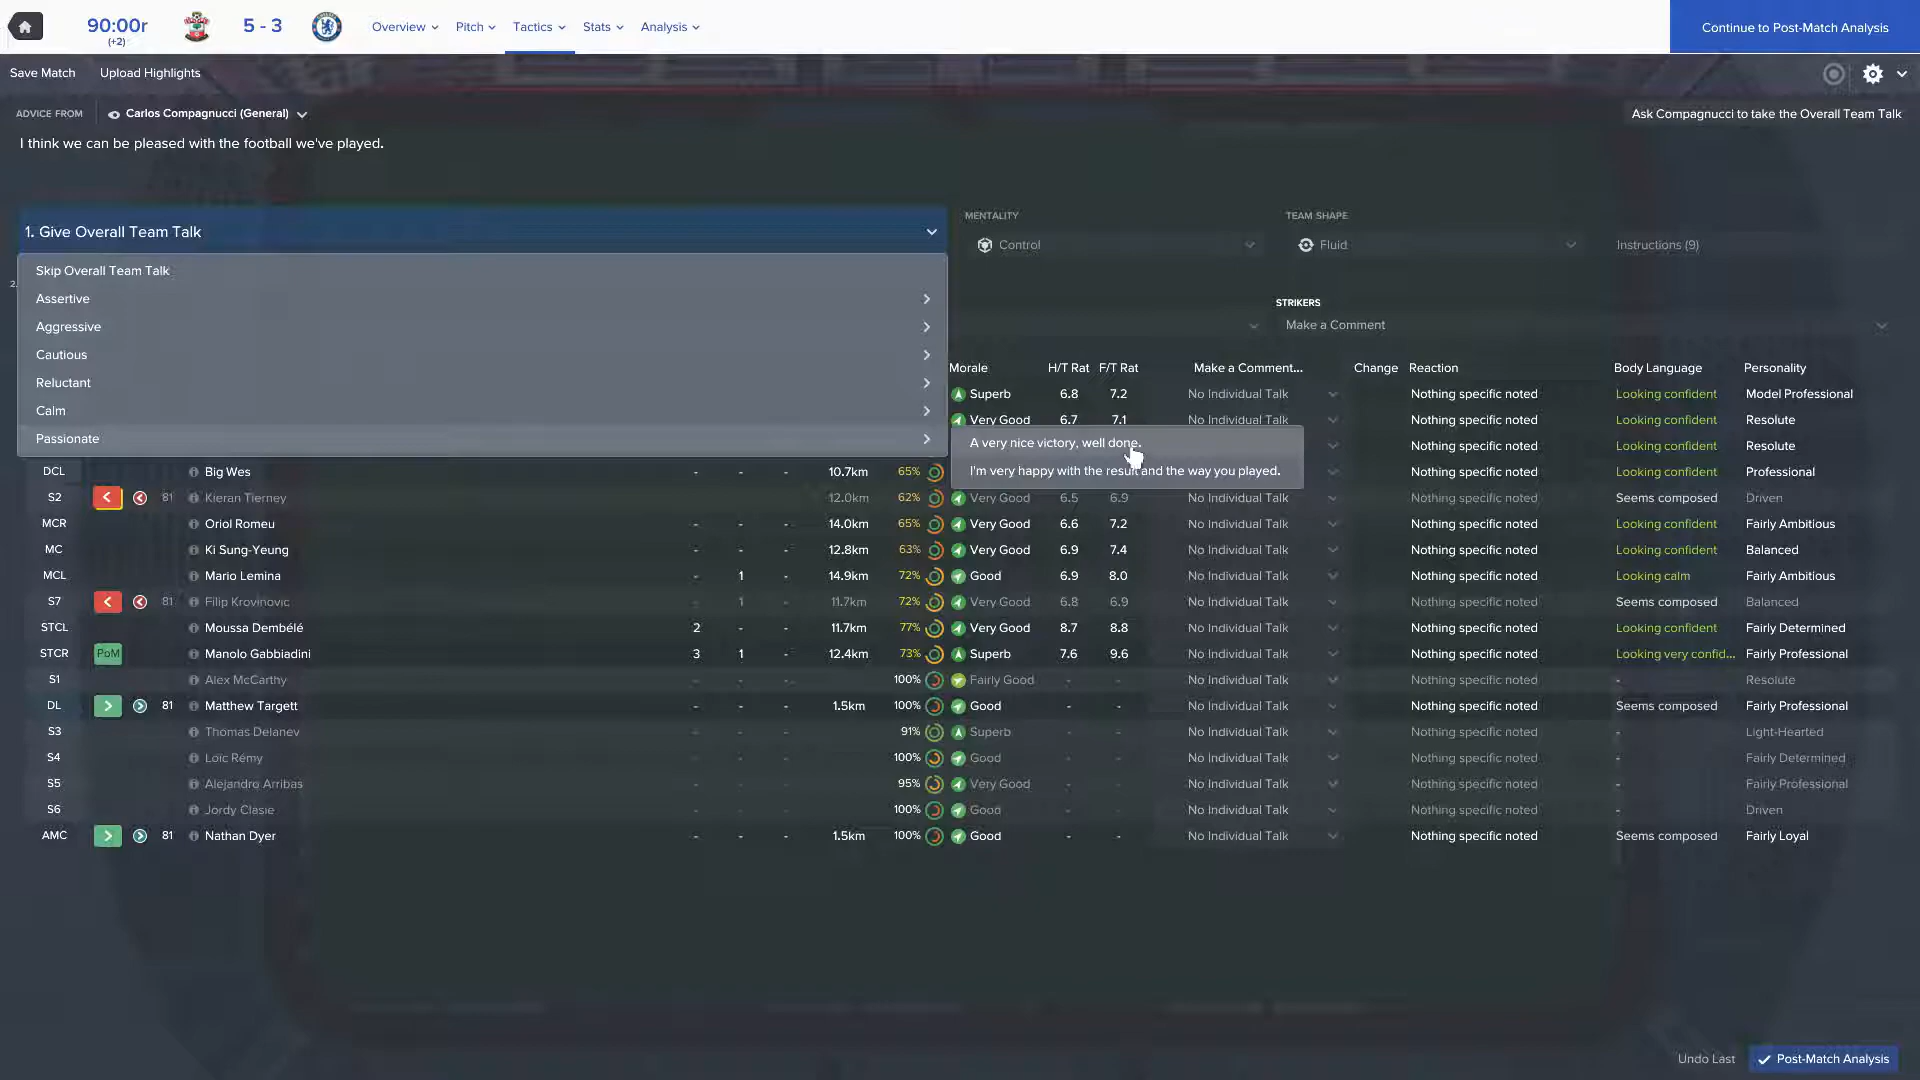 90:00r
(+2)
5 - 3
Overview
Pitch
Tactics
Stats
Analysis
Continue to Post-Match Analysis
Save Match
Upload Highlights
ADVICE FROM
Carlos Compagnucci (General)
Ask Compagnucci to take the Overall Team Talk
I think we can be pleased with the football we've played.
1. Give Overall Team Talk
MENTALITY
Control
TEAM SHAPE
Fluid
Instructions (9)
Skip Overall Team Talk
2.
Assertive
Aggressive
Cautious
Reluctant
Calm
Passionate
STRIKERS
Make a Comment
A very nice victory, well done.
I'm very happy with the result and the way you played.
Morale H/T Rat F/T Rat Make a Comment... Change Reaction Body Language Personality
Superb 6.8 7.2 No Individual Talk Nothing specific noted Looking confident Model Professional
Very Good 6.7 7.1 No Individual Talk Nothing specific noted Looking confident Resolute
Nothing specific noted Looking confident Resolute
DCL Big Wes - - - 10.7km 65% Nothing specific noted Looking confident Professional
S2 81 Kieran Tierney 12.0km 62% Very Good 6.5 6.9 No Individual Talk Nothing specific noted Seems composed Driven
MCR Oriol Romeu - - - 14.0km 65% Very Good 6.6 7.2 No Individual Talk Nothing specific noted Looking confident Fairly Ambitious
MC Ki Sung-Yeung - - - 12.8km 63% Very Good 6.9 7.4 No Individual Talk Nothing specific noted Looking confident Balanced
MCL Mario Lemina - 1 - 14.9km 72% Good 6.9 8.0 No Individual Talk Nothing specific noted Looking calm Fairly Ambitious
S7 81 Filip Krovinovic - 1 - 11.7km 72% Very Good 6.8 6.9 No Individual Talk Nothing specific noted Seems composed Balanced
STCL Moussa Dembélé 2 - - 11.7km 77% Very Good 8.7 8.8 No Individual Talk Nothing specific noted Looking confident Fairly Determined
STCR PoM Manolo Gabbiadini 3 1 - 12.4km 73% Superb 7.6 9.6 No Individual Talk Nothing specific noted Looking very confid... Fairly Professional
S1 Alex McCarthy 100% Fairly Good - - No Individual Talk Nothing specific noted - Resolute
DL 81 Matthew Targett - - - 1.5km 100% Good - - No Individual Talk Nothing specific noted Seems composed Fairly Professional
S3 Thomas Delaney 91% Superb - - No Individual Talk Nothing specific noted - Light-Hearted
S4 Loïc Rémy 100% Good - - No Individual Talk Nothing specific noted - Fairly Determined
S5 Alejandro Arribas 95% Very Good - - No Individual Talk Nothing specific noted - Fairly Professional
S6 Jordy Clasie 100% Good - - No Individual Talk Nothing specific noted - Driven
AMC 81 Nathan Dyer - - - 1.5km 100% Good - - No Individual Talk Nothing specific noted Seems composed Fairly Loyal
Undo Last
Post-Match Analysis